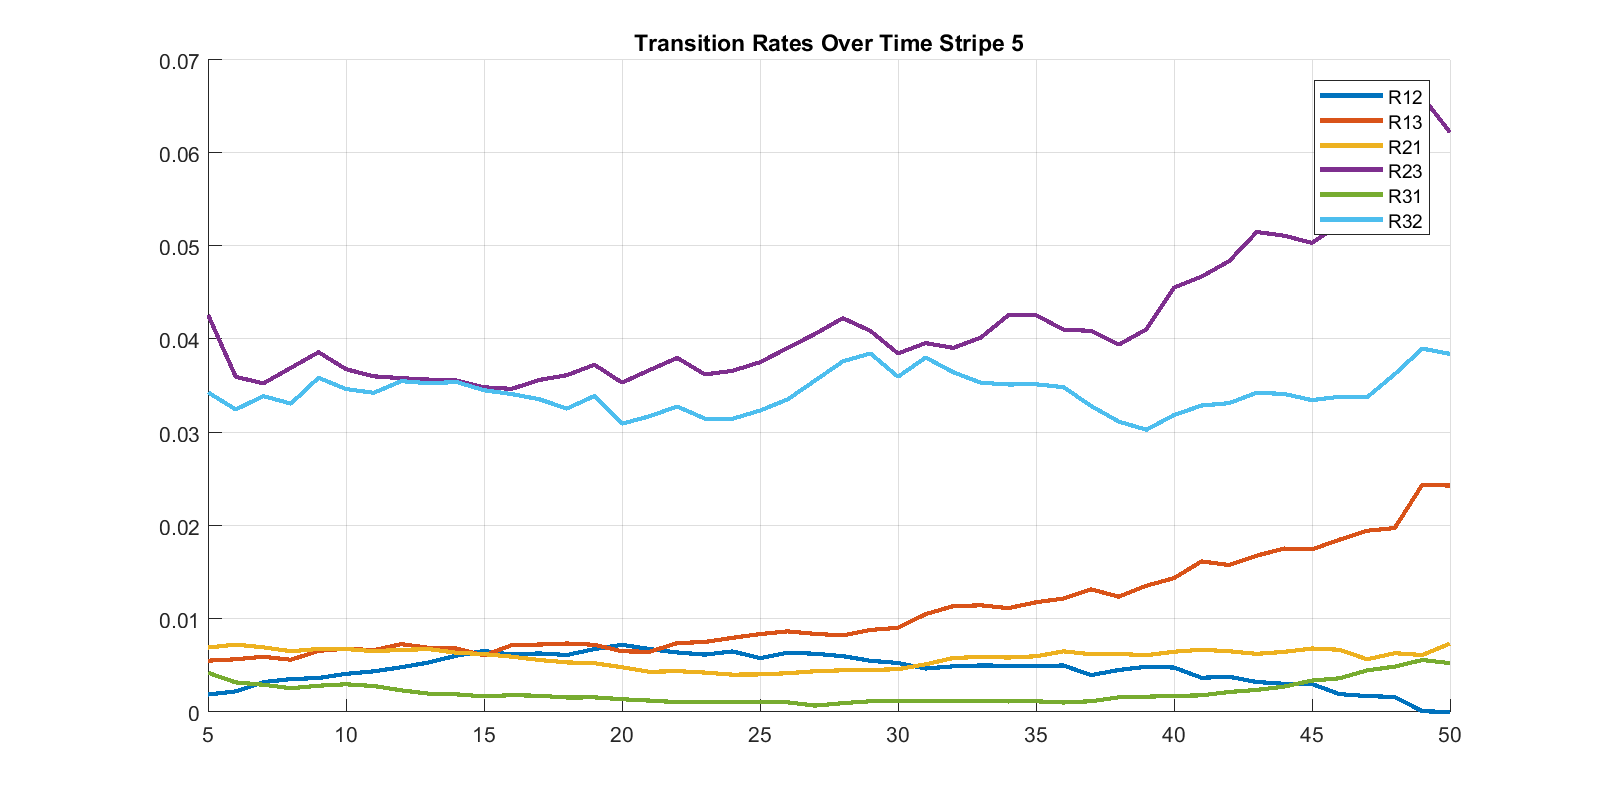 Transition Rates Over Time Stripe 5
0.07
0.06
0.05
0.04
0.03
0.02
0.01
0
5 10 15 20 25 30 35 40 45 50
R12
R13
R21
R23
R31
R32